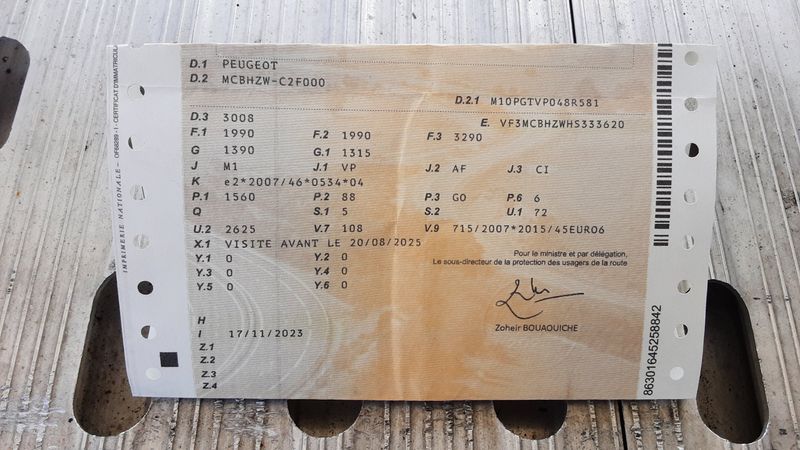 D.1 PEUGEOT
D.2 MCBHZW-C2F000
D.2.1 M10PGTVP048R581
D.3 3008
E. VF3MCBHZWHS333620
F.1 1990 F.2 1990 F.3 3290
G 1390 G.1 1315
J M1 J.1 VP J.2 AF J.3 CI
K e2*2007/46*0534*04
P.1 1560 P.2 88 P.3 GO P.6 6
Q S.1 5 S.2 U.1 72
U.2 2625 V.7 108 V.9 715/2007*2015/45EURO6
X.1 VISITE AVANT LE 20/08/2025
Y.1 0 Y.2 0
Y.3 0 Y.4 0
Y.5 0 Y.6 0
Pour le ministre et par délégation,
Le sous-directeur de la protection des usagers de la route
Zoheir BOUAOUICHE
H
I 17/11/2023
Z.1
Z.2
Z.3
Z.4
IMPRIMERIE NATIONALE - CERTIFICAT D'IMMATRICULA
86301645258842